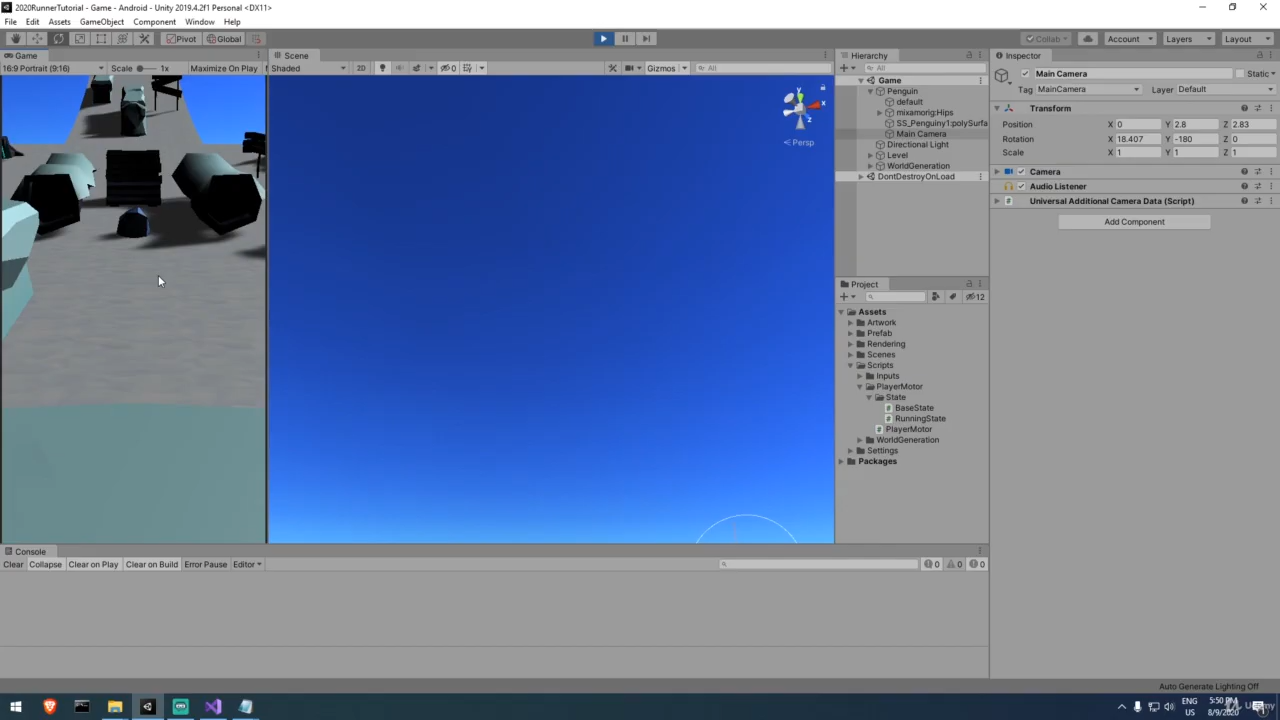 2020RunnerTutorial - Game - Android - Unity 2019.4.2f1 Personal <DX11>
File Edit Assets GameObject Component Window Help
Pivot Global Collab Account Layers Layout
Game Scene Hierarchy Inspector
16:9 Portrait (9:16) Scale 1x Maximize On Play Shaded 2D 0 Gizmos All All
Main Camera Static
Tag MainCamera Layer Default
Game
Penguin
default
mixamorig:Hips
SS_Penguiny1:polySurfa
Main Camera
Directional Light
Level
WorldGeneration
DontDestroyOnLoad
Transform
Position X 0 Y 2.8 Z 2.83
Rotation X 18.407 Y -180 Z 0
Scale X 1 Y 1 Z 1
Camera
Audio Listener
Universal Additional Camera Data (Script)
Add Component
y x z
Persp
Project
12
Assets
Artwork
Prefab
Rendering
Scenes
Scripts
Inputs
PlayerMotor
State
BaseState
RunningState
PlayerMotor
WorldGeneration
Settings
Packages
Console
Clear Collapse Clear on Play Clear on Build Error Pause Editor 0 0 0
Auto Generate Lighting Off
ENG
US
5:50 PM
8/9/2020
Udemy